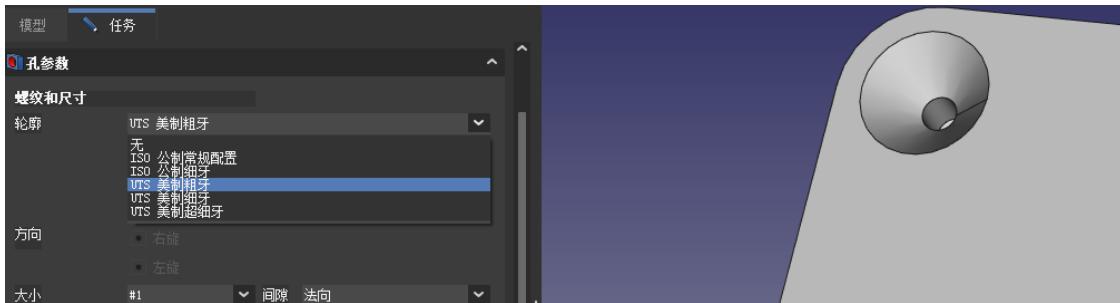 模型 任务
孔参数
螺纹和尺寸
轮廓 UTS 美制粗牙
无
ISO 公制常规配置
ISO 公制细牙
UTS 美制粗牙
UTS 美制细牙
UTS 美制超细牙
方向 右旋
左旋
大小 #1 间隙 法向